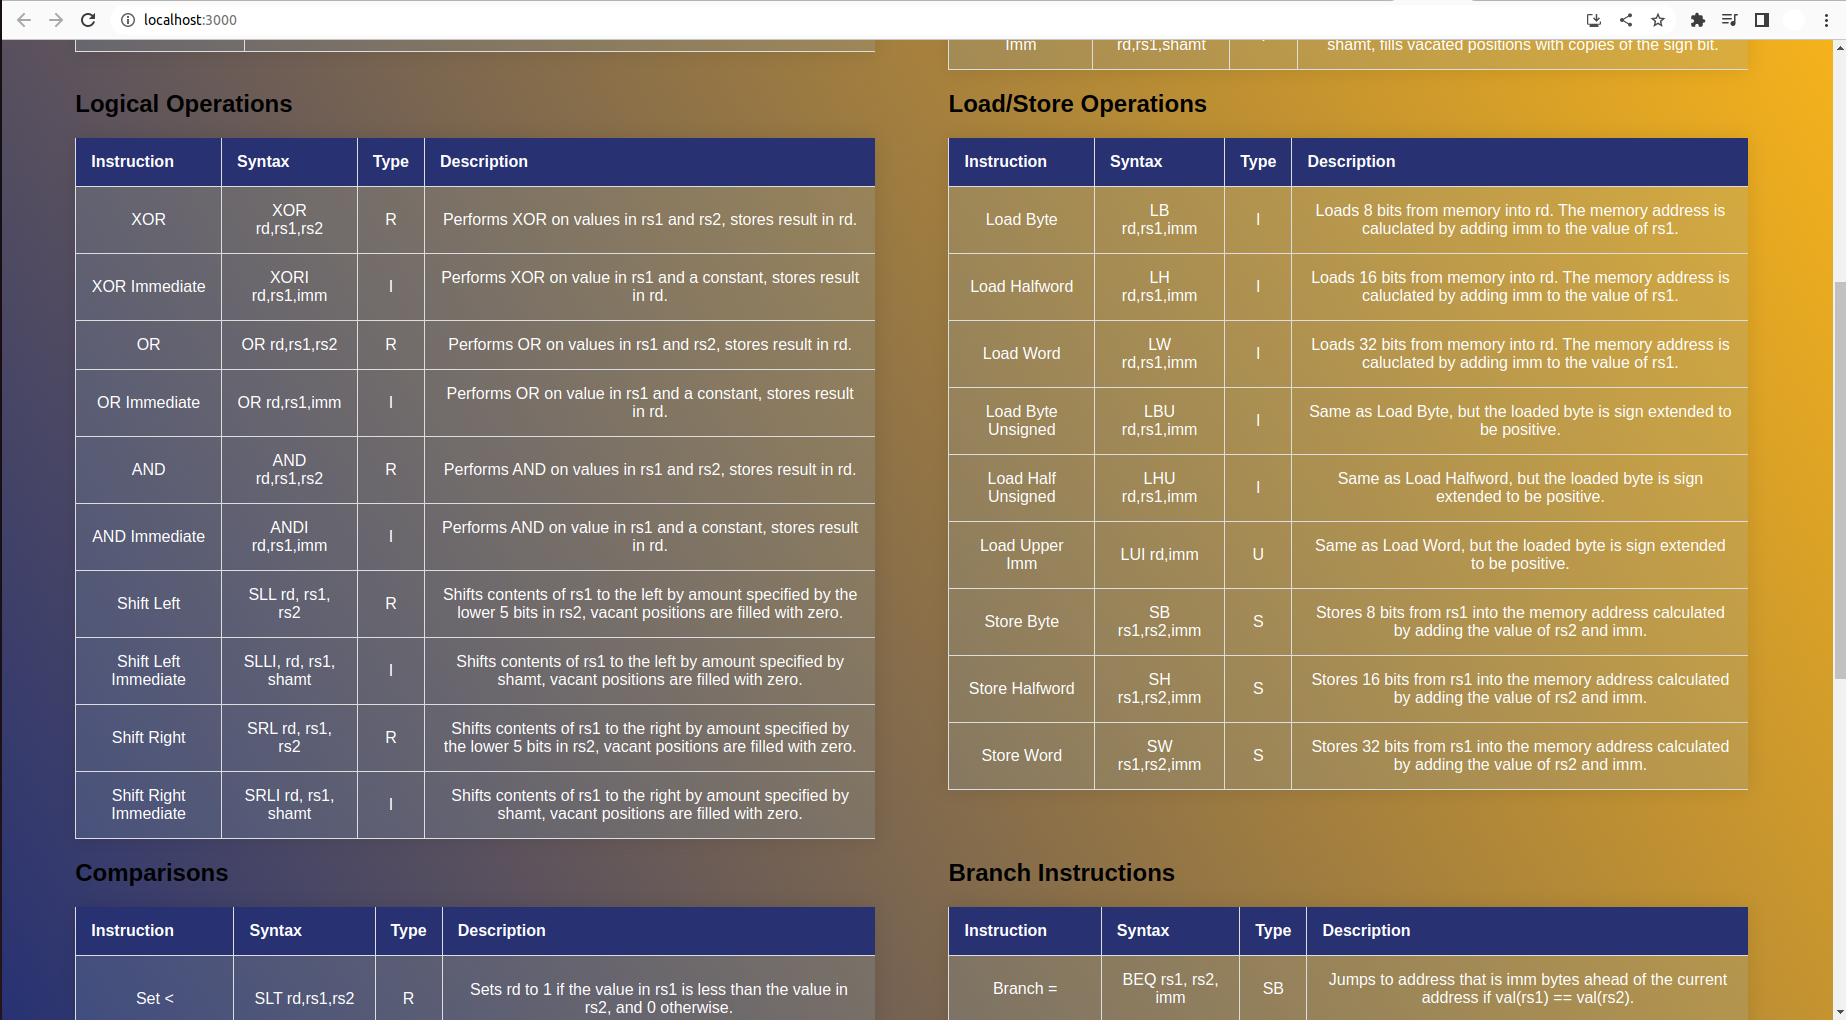 localhost:3000
Imm
rd,rs1,shamt
shamt, fills vacated positions with copies of the sign bit.
Logical Operations
Instruction Syntax Type Description
XOR
XOR
rd,rs1,rs2
R
Performs XOR on values in rs1 and rs2, stores result in rd.
XOR Immediate
XORI
rd,rs1,imm
I
Performs XOR on value in rs1 and a constant, stores result
in rd.
OR
OR rd,rs1,rs2
R
Performs OR on values in rs1 and rs2, stores result in rd.
OR Immediate
OR rd,rs1,imm
I
Performs OR on value in rs1 and a constant, stores result
in rd.
AND
AND
rd,rs1,rs2
R
Performs AND on values in rs1 and rs2, stores result in rd.
AND Immediate
ANDI
rd,rs1,imm
I
Performs AND on value in rs1 and a constant, stores result
in rd.
Shift Left
SLL rd, rs1,
rs2
R
Shifts contents of rs1 to the left by amount specified by the
lower 5 bits in rs2, vacant positions are filled with zero.
Shift Left
Immediate
SLLI, rd, rs1,
shamt
I
Shifts contents of rs1 to the left by amount specified by
shamt, vacant positions are filled with zero.
Shift Right
SRL rd, rs1,
rs2
R
Shifts contents of rs1 to the right by amount specified by
the lower 5 bits in rs2, vacant positions are filled with zero.
Shift Right
Immediate
SRLI rd, rs1,
shamt
I
Shifts contents of rs1 to the right by amount specified by
shamt, vacant positions are filled with zero.
Load/Store Operations
Instruction Syntax Type Description
Load Byte
LB
rd,rs1,imm
I
Loads 8 bits from memory into rd. The memory address is
caluclated by adding imm to the value of rs1.
Load Halfword
LH
rd,rs1,imm
I
Loads 16 bits from memory into rd. The memory address is
caluclated by adding imm to the value of rs1.
Load Word
LW
rd,rs1,imm
I
Loads 32 bits from memory into rd. The memory address is
caluclated by adding imm to the value of rs1.
Load Byte
Unsigned
LBU
rd,rs1,imm
I
Same as Load Byte, but the loaded byte is sign extended to
be positive.
Load Half
Unsigned
LHU
rd,rs1,imm
I
Same as Load Halfword, but the loaded byte is sign
extended to be positive.
Load Upper
Imm
LUI rd,imm
U
Same as Load Word, but the loaded byte is sign extended
to be positive.
Store Byte
SB
rs1,rs2,imm
S
Stores 8 bits from rs1 into the memory address calculated
by adding the value of rs2 and imm.
Store Halfword
SH
rs1,rs2,imm
S
Stores 16 bits from rs1 into the memory address calculated
by adding the value of rs2 and imm.
Store Word
SW
rs1,rs2,imm
S
Stores 32 bits from rs1 into the memory address calculated
by adding the value of rs2 and imm.
Comparisons
Instruction Syntax Type Description
Set <
SLT rd,rs1,rs2
R
Sets rd to 1 if the value in rs1 is less than the value in
rs2, and 0 otherwise.
Branch Instructions
Instruction Syntax Type Description
Branch =
BEQ rs1, rs2,
imm
SB
Jumps to address that is imm bytes ahead of the current
address if val(rs1) == val(rs2).